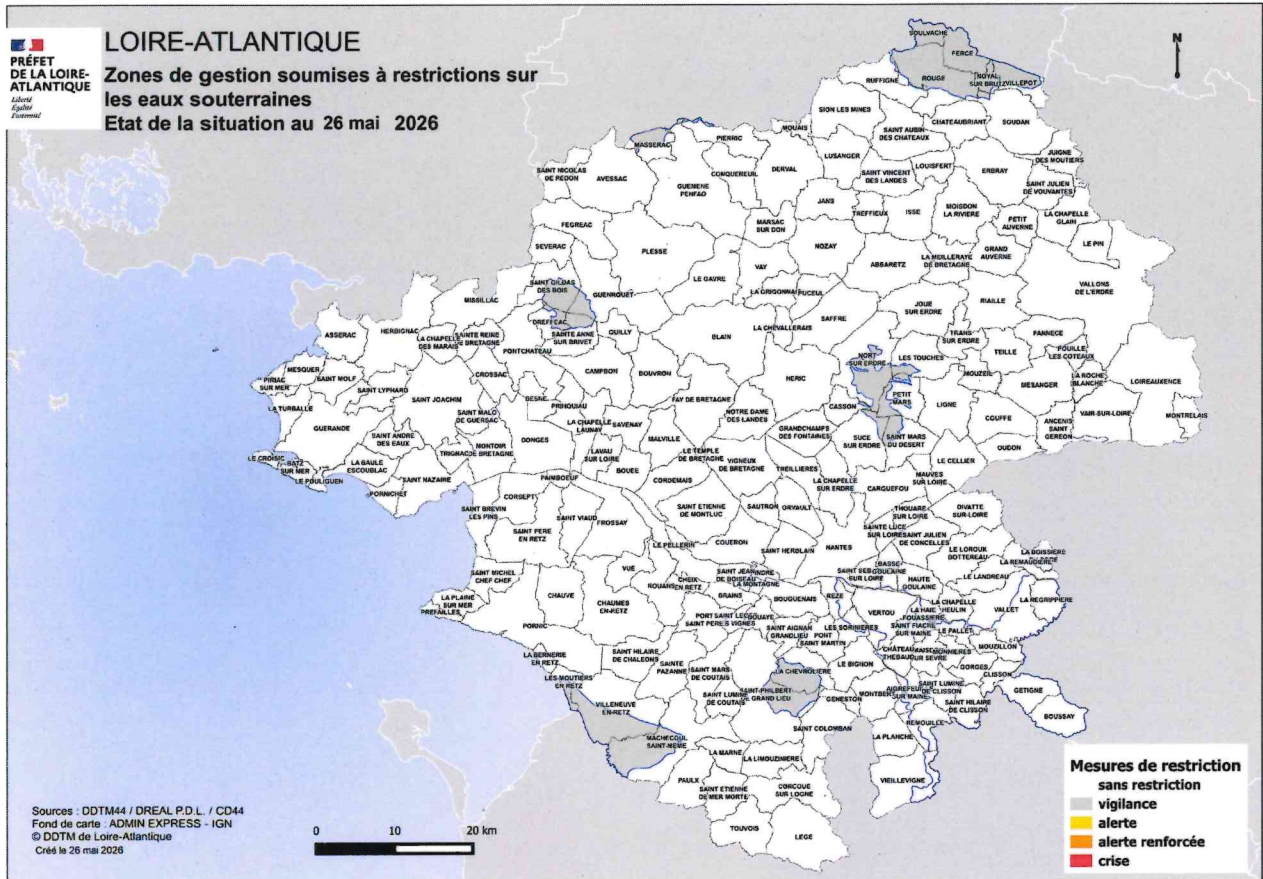 PRÉFET
DE LA LOIRE-
ATLANTIQUE
Liberté
Égalité
Fraternité
LOIRE-ATLANTIQUE
Zones de gestion soumises à restrictions sur
les eaux souterraines
Etat de la situation au 26 mai 2026
N
SOULVACHE
FERCE
ROUGE
NOYAL
SUR BRUTZ
VILLEPOT
RUFFIGNE
SION LES MINES
CHATEAUBRIANT
SOUDAN
MOUAIS
SAINT AUBIN
DES CHATEAUX
MASSERAC
PIERRIC
LUSANGER
LOUISFERT
ERBRAY
JUIGNE
DES MOUTIERS
SAINT NICOLAS
DE REDON
AVESSAC
CONQUEREUIL
DERVAL
SAINT VINCENT
DES LANDES
SAINT JULIEN
DE VOUVANTES
GUEMENE
PENFAO
JANS
TREFFIEUX
ISSE
MOISDON
LA RIVIERE
PETIT
AUVERNE
LA CHAPELLE
GLAIN
FEGREAC
MARSAC
SUR DON
LE PIN
SEVERAC
PLESSE
NOZAY
ABBARETZ
LA MEILLERAYE
DE BRETAGNE
GRAND
AUVERNE
VAY
LE GAVRE
SAINT GILDAS
DES BOIS
GUENROUET
LA GRIGONNAIS
PUCEUL
VALLONS
DE L'ERDRE
MISSILLAC
JOUE
SUR ERDRE
RIAILLE
SAFFRE
DREFFEAC
SAINTE ANNE
SUR BRIVET
QUILLY
BLAIN
LA CHEVALLERAIS
TRANS
SUR ERDRE
PANNECE
ASSERAC
HERBIGNAC
LA CHAPELLE
DES MARAIS
SAINTE REINE
DE BRETAGNE
PONTCHATEAU
NORT
SUR ERDRE
LES TOUCHES
TEILLE
POUILLE
LES COTEAUX
MESQUER
CROSSAC
CAMPBON
BOUVRON
HERIC
MOUZEIL
MESANGER
LA ROCHE
BLANCHE
LOIREAUXENCE
PIRIAC
SUR MER
SAINT MOLF
SAINT LYPHARD
SAINT JOACHIM
BESNE
PRINQUIAU
FAY DE BRETAGNE
PETIT
MARS
LIGNE
LA TURBALLE
SAINT MALO
DE GUERSAC
CASSON
COUFFE
VAIR-SUR-LOIRE
MONTRELAIS
GUERANDE
LA CHAPELLE
LAUNAY
SAVENAY
NOTRE DAME
DES LANDES
GRANDCHAMPS
DES FONTAINES
ANCENIS
SAINT
GEREON
SAINT ANDRE
DES EAUX
MONTOIR
DE BRETAGNE
TRIGNAC
DONGES
MALVILLE
SUCE
SUR ERDRE
SAINT MARS
DU DESERT
OUDON
LE CROISIC
BATZ
SUR MER
LE POULIGUEN
LA BAULE
ESCOUBLAC
LAVAU
SUR LOIRE
BOUEE
LE TEMPLE
DE BRETAGNE
VIGNEUX
DE BRETAGNE
TREILLIERES
LE CELLIER
PORNICHET
SAINT NAZAIRE
PAIMBOEUF
CORDEMAIS
LA CHAPELLE
SUR ERDRE
CARQUEFOU
MAUVES
SUR LOIRE
CORSEPT
SAINT BREVIN
LES PINS
SAINT VIAUD
FROSSAY
SAINT ETIENNE
DE MONTLUC
SAUTRON
ORVAULT
THOUARE
SUR LOIRE
DIVATTE
SUR-LOIRE
SAINT PERE
EN RETZ
LE PELLERIN
COUERON
SAINT HERBLAIN
NANTES
SAINTE LUCE
SUR LOIRE
SAINT JULIEN
DE CONCELLES
LE LOROUX
BOTTEREAU
LA REMAUDIERE
SAINT MICHEL
CHEF CHEF
VUE
ROUANS
CHEIX
EN RETZ
SAINT JEAN
DE BOISEAU
LA MONTAGNE
BASSE
GOULAINE
HAUTE
GOULAINE
LE LANDREAU
LA PLAINE
SUR MER
PREFAILLES
CHAUVE
CHAUMES
EN-RETZ
BRAINS
BOUGUENAIS
REZE
VERTOU
LA HAIE
FOUASSIERE
LA CHAPELLE
HEULIN
VALLET
LA REGRIPPIERE
PORNIC
SAINT AIGNAN
GRANDLIEU
PONT
SAINT MARTIN
LES SORINIERES
SAINT FIACRE
SUR MAINE
LE PALLET
LA BERNERIE
EN RETZ
SAINT HILAIRE
DE CHALEONS
SAINTE
PAZANNE
SAINT MARS
DE COUTAIS
LA CHEVROLIERE
LE BIGNON
MONNIERES
MOUZILLON
GORGES
CLISSON
LES MOUTIERS
EN RETZ
SAINT LUMINE
DE COUTAIS
SAINT-PHILBERT
DE GRAND LIEU
GENESTON
MONTBERT
AIGREFEUILLE
SUR MAINE
SAINT LUMINE
DE CLISSON
SAINT HILAIRE
DE CLISSON
GETIGNE
BOUSSAY
VILLENEUVE
EN-RETZ
MACHECOUL
SAINT-MEME
SAINT COLOMBAN
REMOUILLE
LA PLANCHE
LA MARNE
LA LIMOUZINIERE
VIEILLEVIGNE
PAULX
SAINT ETIENNE
DE MER MORTE
CORCOUE
SUR LOGNE
TOUVOIS
LEGE
Mesures de restriction
sans restriction
vigilance
alerte
alerte renforcée
crise
Sources : DDTM44 / DREAL P.D.L. / CD44
Fond de carte : ADMIN EXPRESS - IGN
© DDTM de Loire-Atlantique
Créé le 26 mai 2026
0 10 20 km